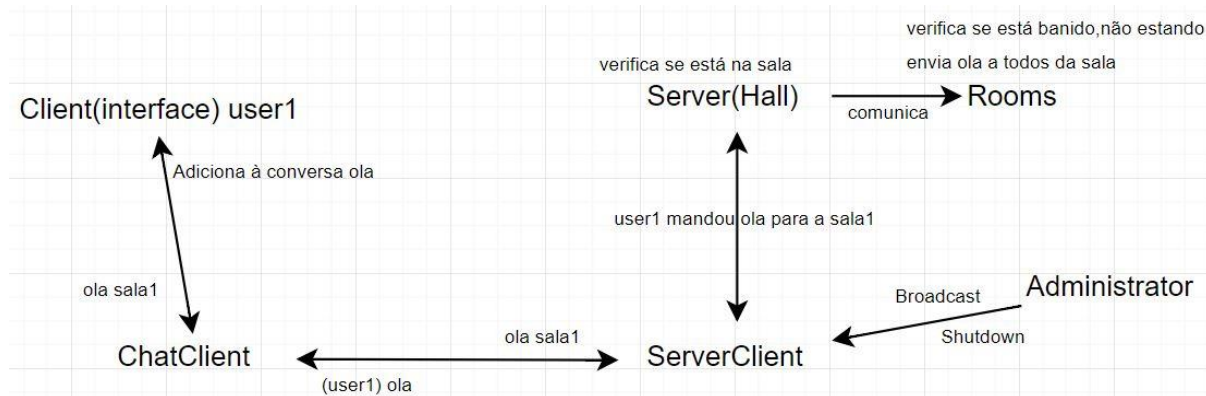 verifica se está banido,não estando
envia ola a todos da sala
verifica se está na sala
Server(Hall)
Rooms
comunica
Client(interface) user1
Adiciona à conversa ola
user1 mandou ola para a sala1
ola sala1
Administrator
Broadcast
Shutdown
ChatClient
ola sala1
(user1) ola
ServerClient